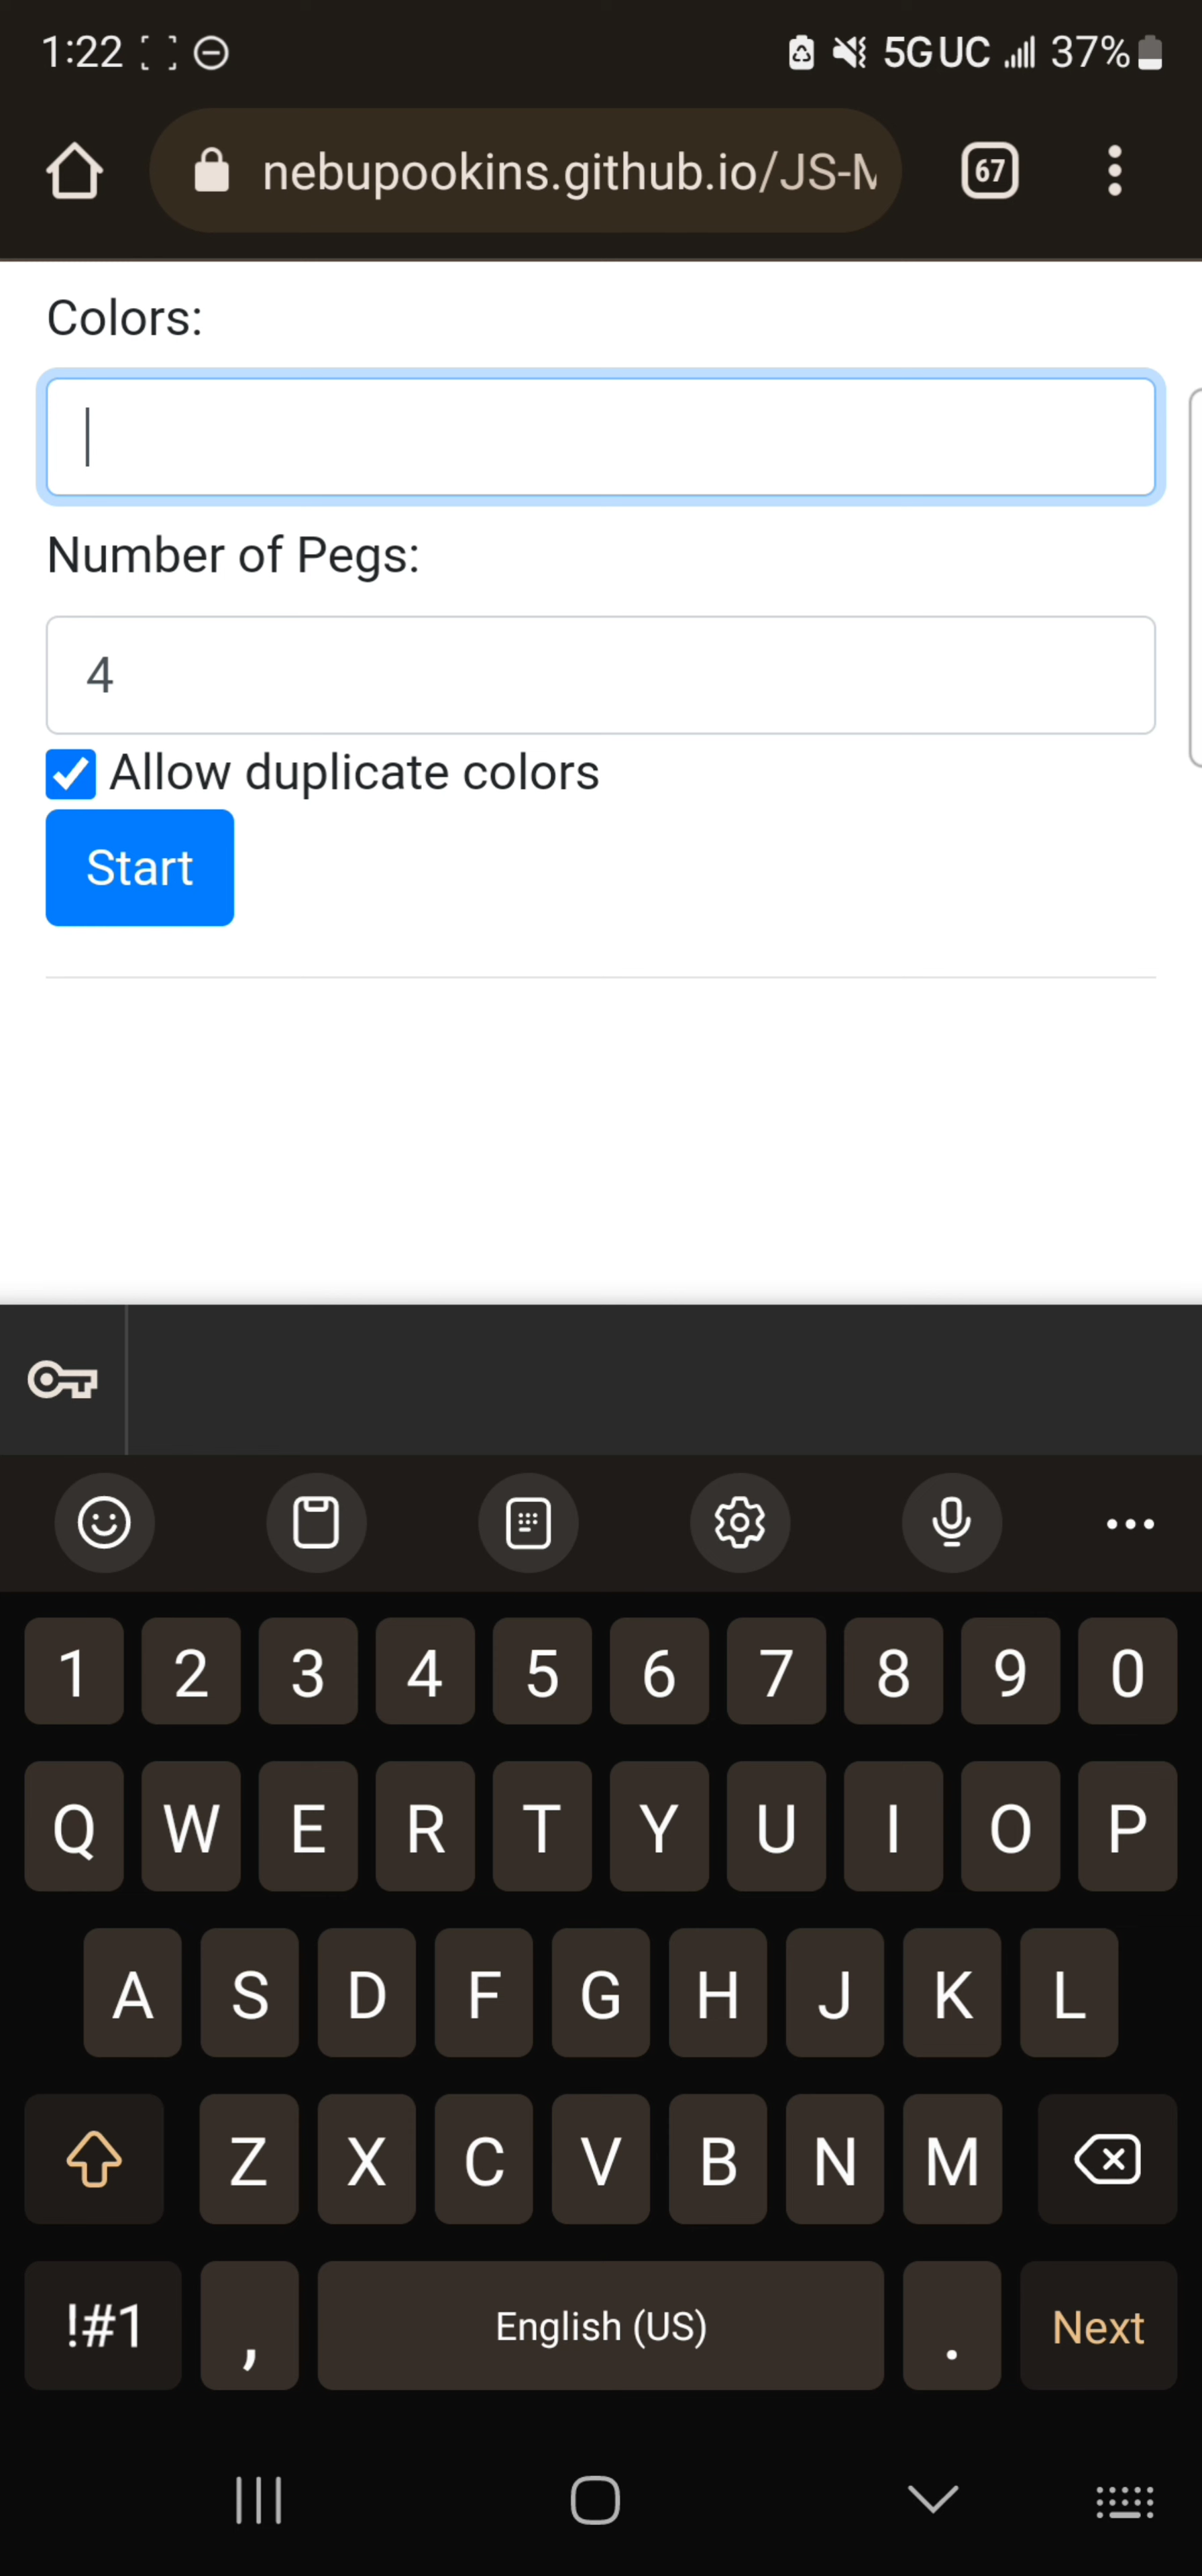 1:22 5G UC 37%
nebupookins.github.io/JS-M
67
Colors:
Number of Pegs:
4
Allow duplicate colors
Start
1 2 3 4 5 6 7 8 9 0
Q W E R T Y U I O P
A S D F G H J K L
Z X C V B N M
!#1 , English (US) . Next